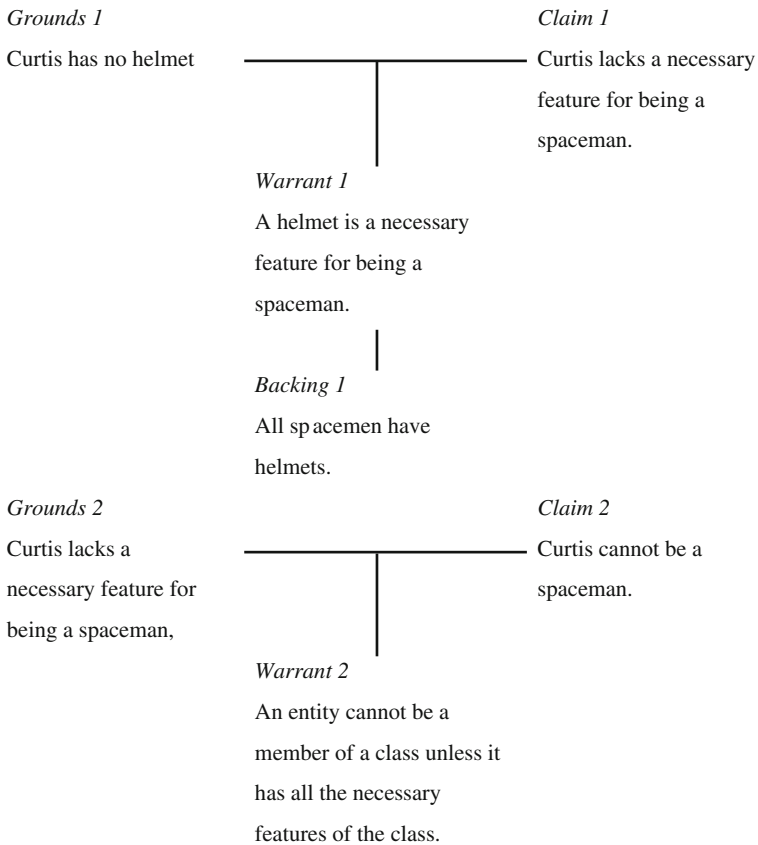 Grounds 1
Claim 1
Curtis has no helmet
Curtis lacks a necessary
feature for being a
spaceman.
Warrant 1
A helmet is a necessary
feature for being a
spaceman.
Backing 1
All sp acemen have
helmets.
Grounds 2
Claim 2
Curtis lacks a
necessary feature for
being a spaceman,
Curtis cannot be a
spaceman.
Warrant 2
An entity cannot be a
member of a class unless it
has all the necessary
features of the class.